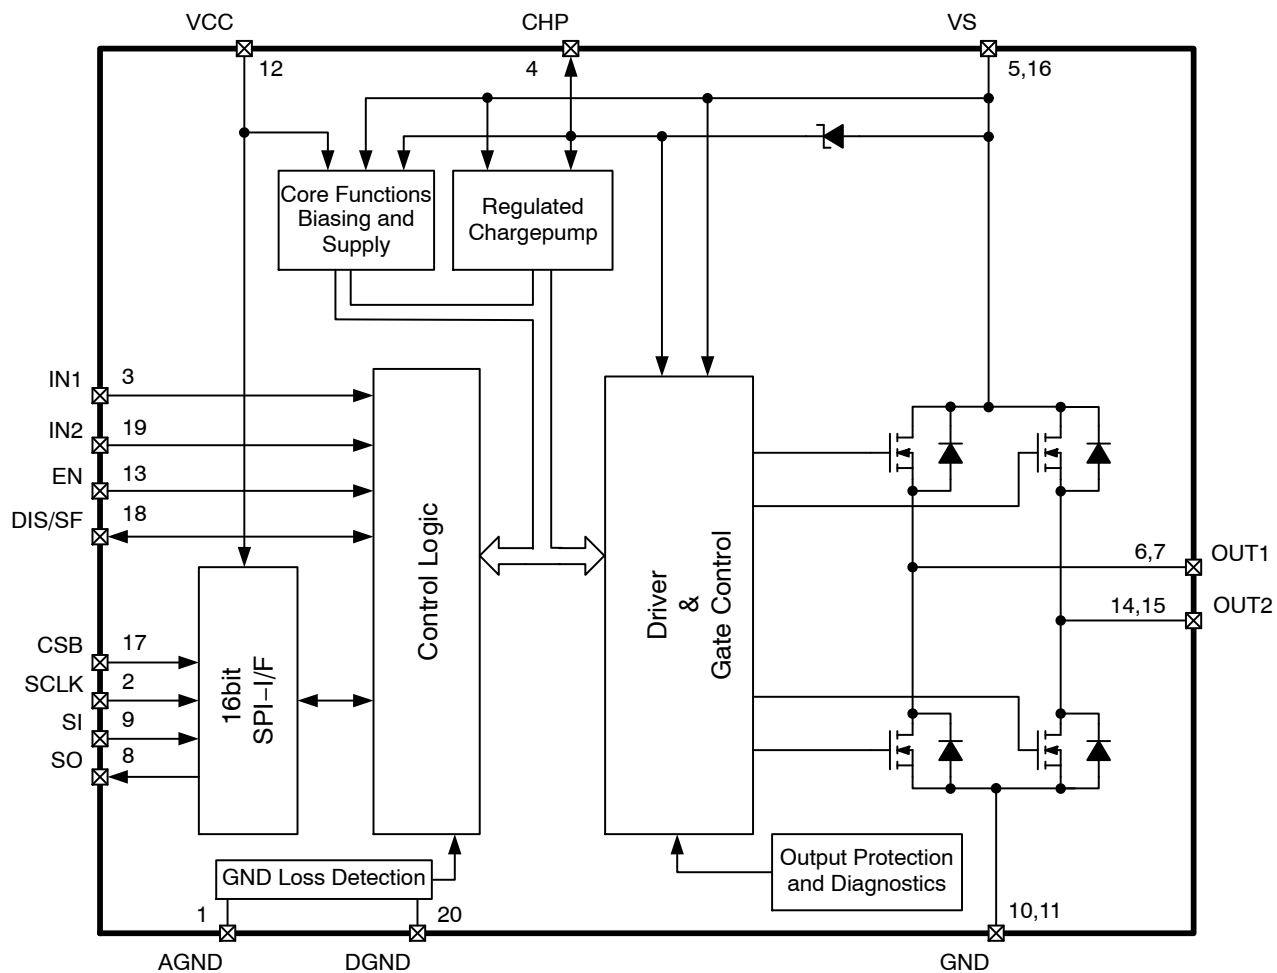 VCC
CHP
VS
12
4
5,16
Core Functions
Biasing and
Supply
Regulated
Chargepump
IN1
3
IN2
19
EN
13
DIS/SF
18
Control Logic
Driver
&
Gate Control
6,7
OUT1
14,15
OUT2
CSB
17
SCLK
2
SI
9
SO
8
16bit
SPI−I/F
GND Loss Detection
Output Protection
and Diagnostics
1
20
10,11
AGND
DGND
GND